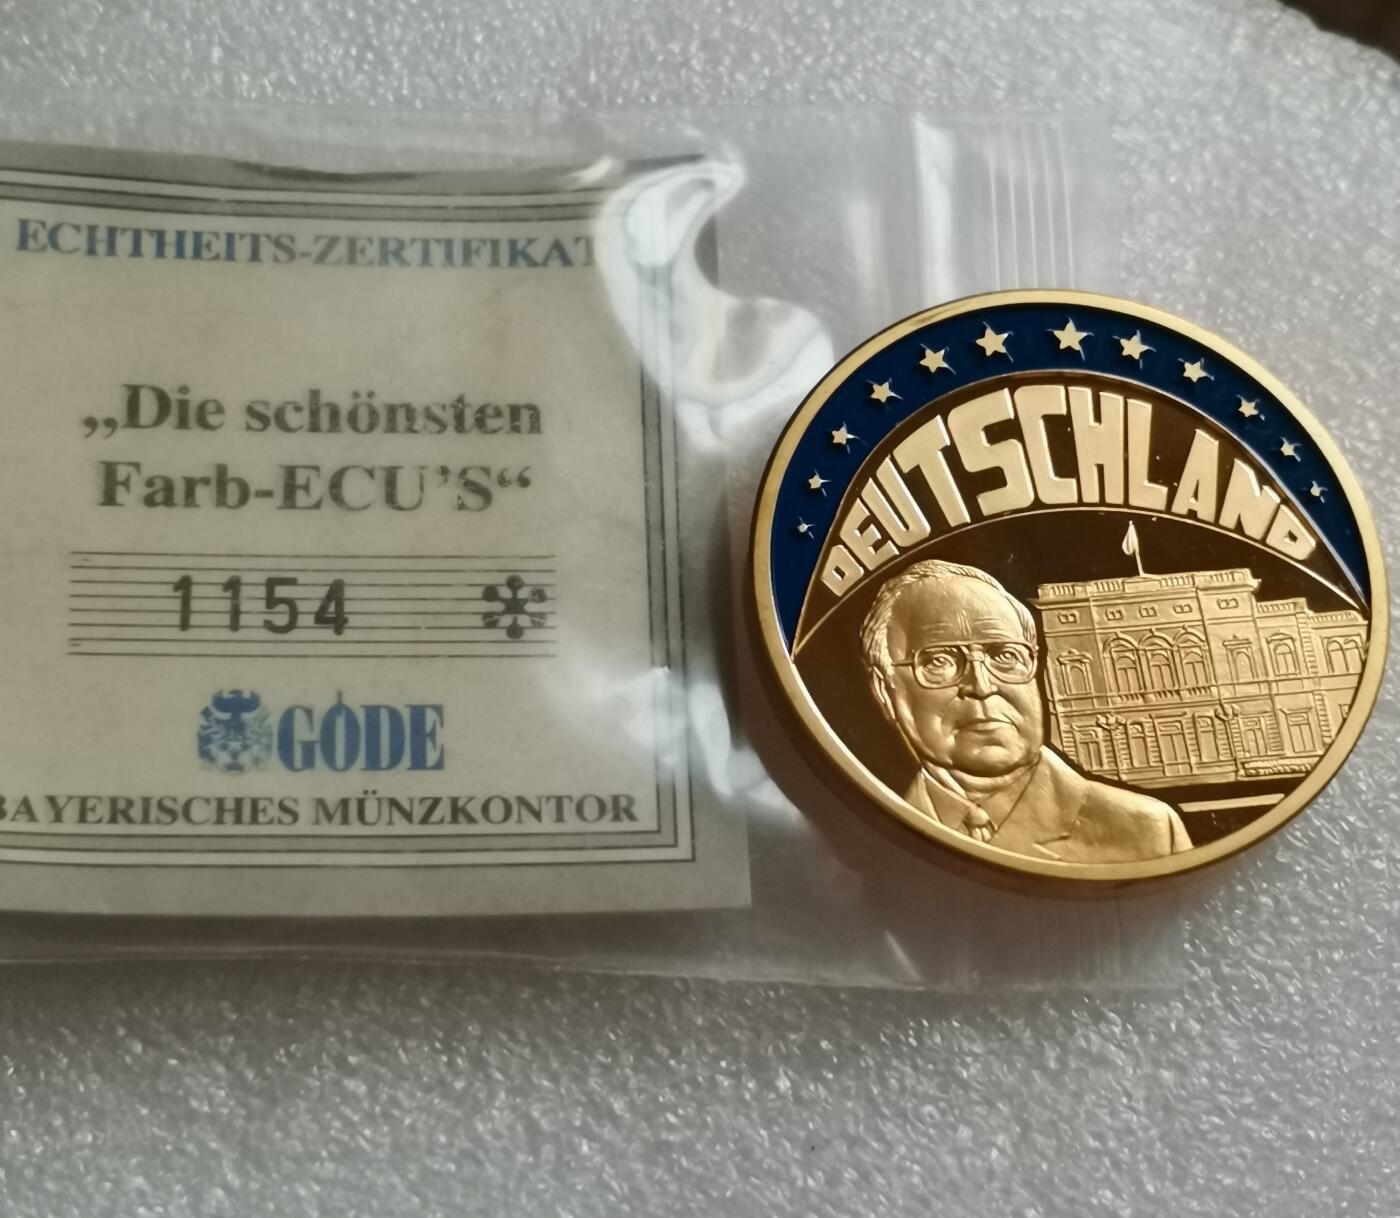 ECHTHEITS-ZERTIFIKAT
„Die schönsten
Farb-ECU’S“
1154
GÖDE
BAYERISCHES MÜNZKONTOR
DEUTSCHLAND